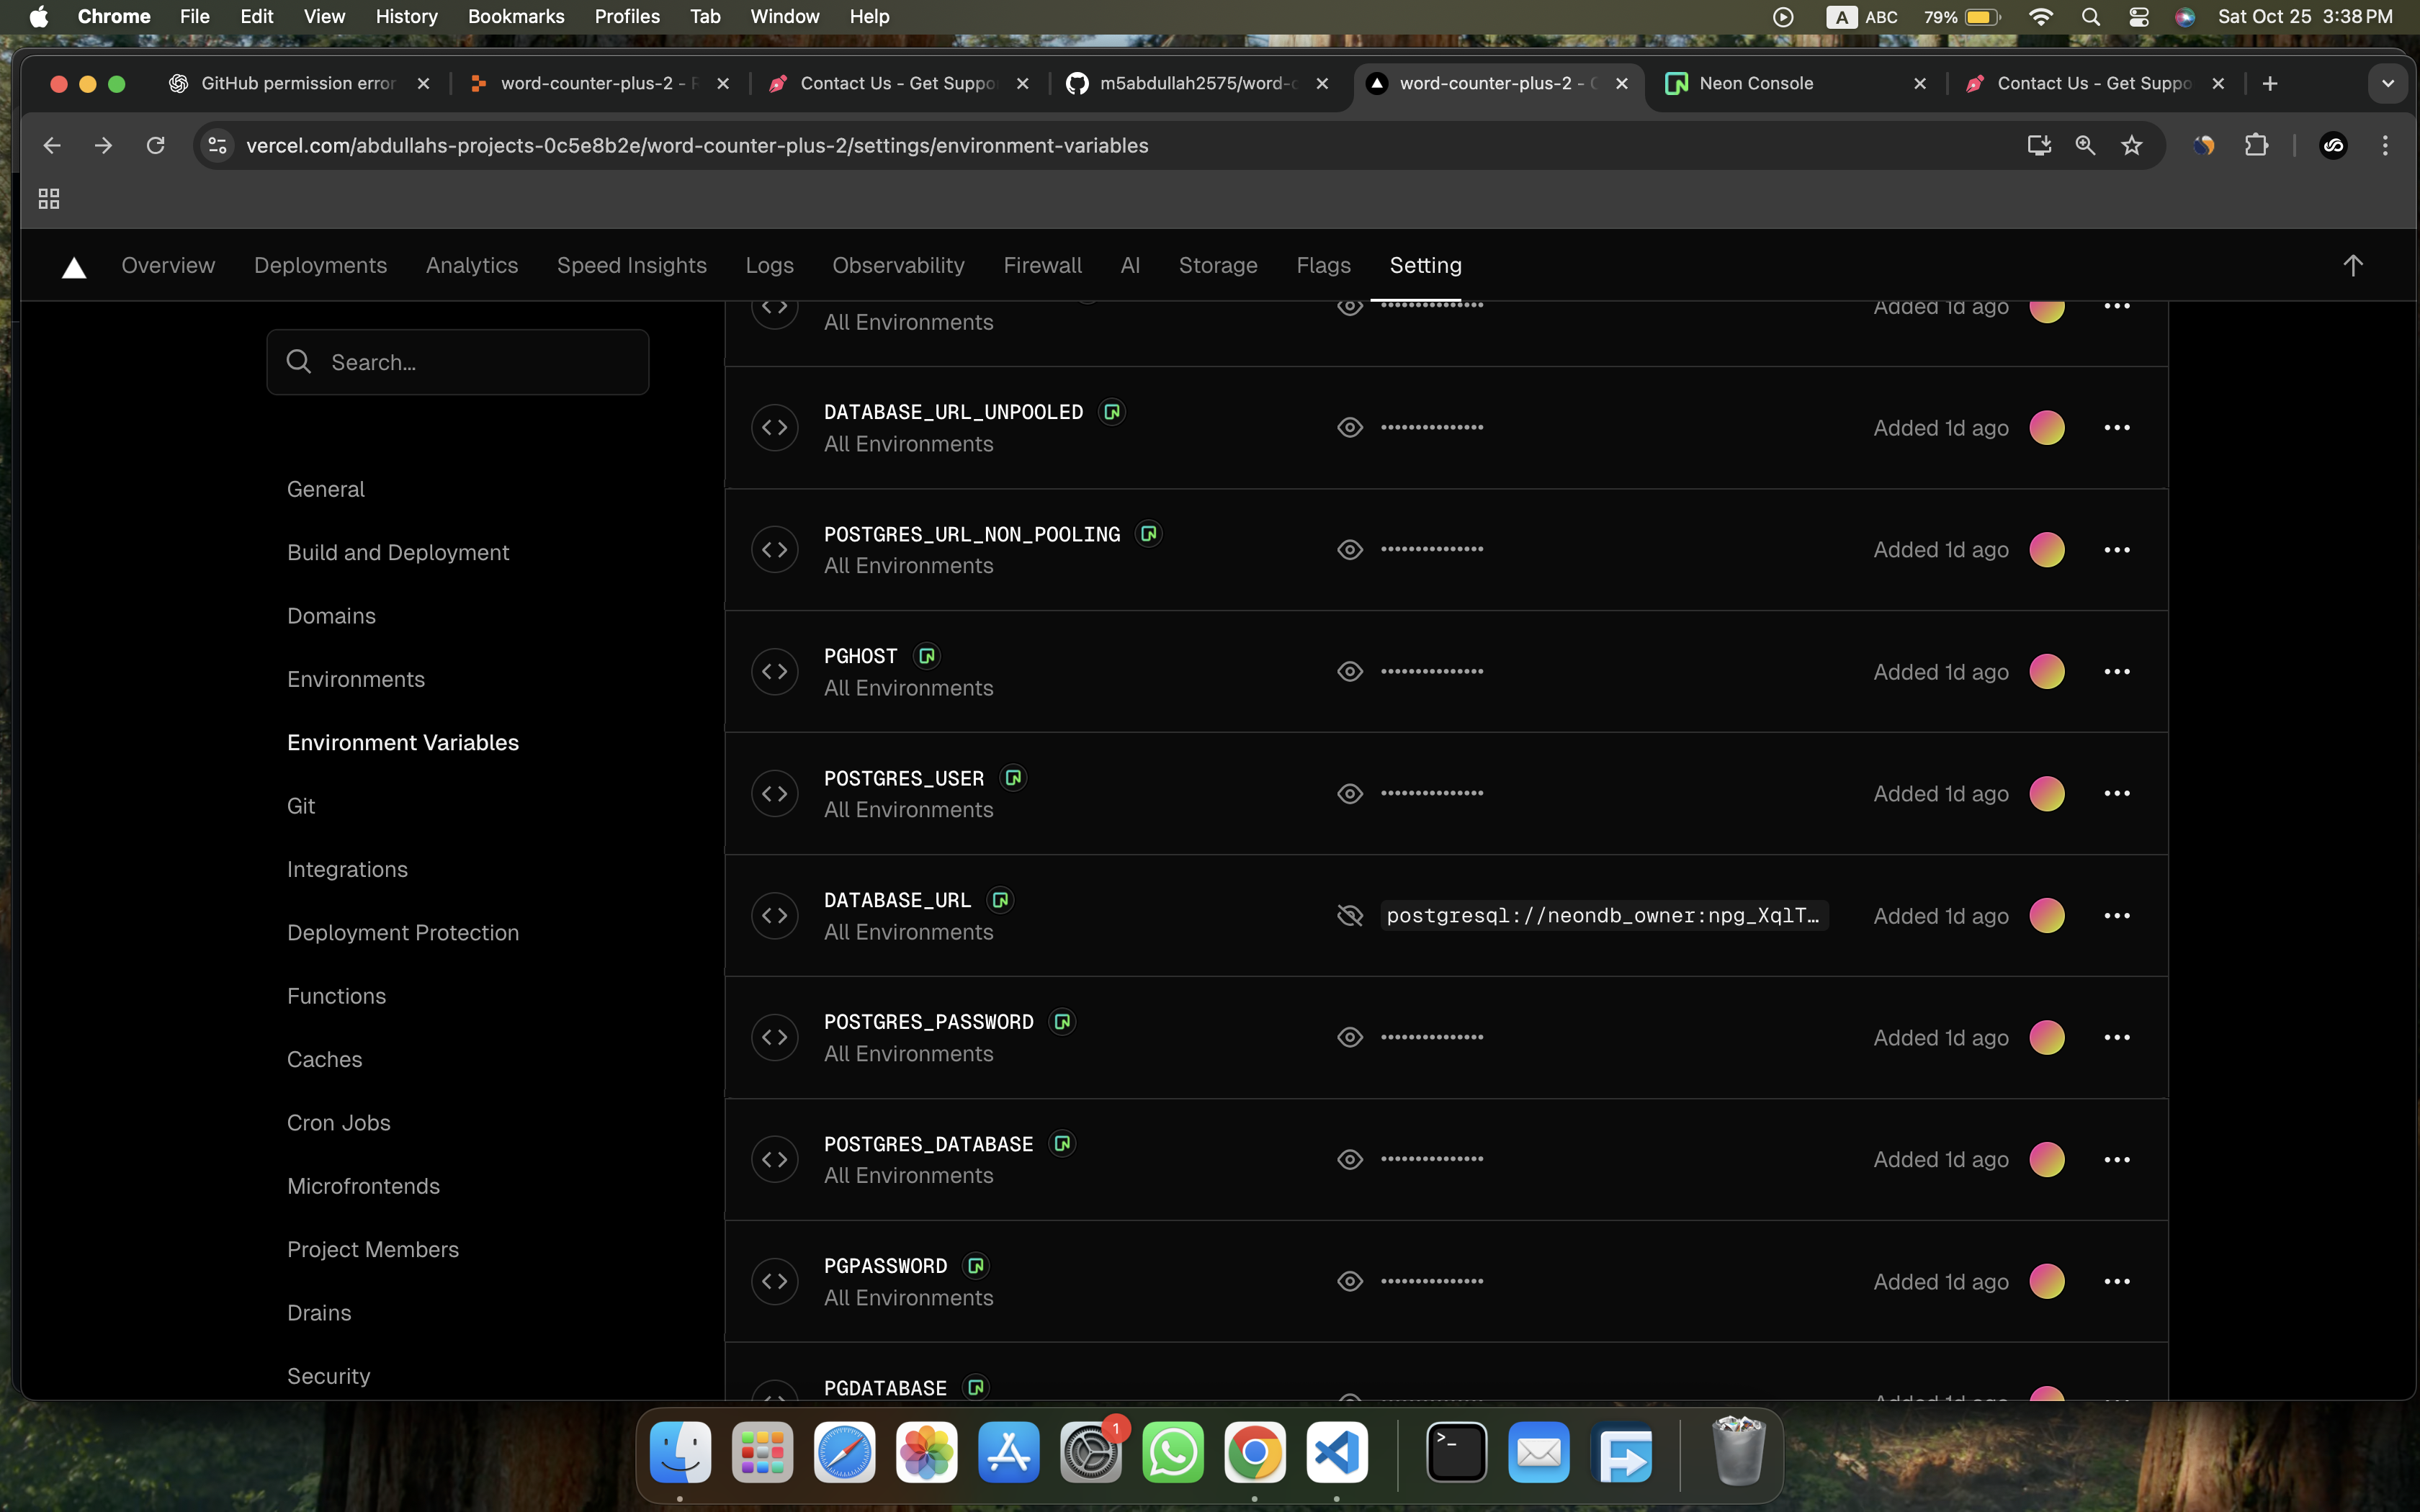 Chrome File Edit View History Bookmarks Profiles Tab Window Help A ABC 79% Sat Oct 25 3:38 PM
GitHub permission error word-counter-plus-2 - Contact Us - Get Suppo m5abdullah2575/word- word-counter-plus-2 - Neon Console Contact Us - Get Suppo
vercel.com/abdullahs-projects-0c5e8b2e/word-counter-plus-2/settings/environment-variables
Overview Deployments Analytics Speed Insights Logs Observability Firewall AI Storage Flags Setting
All Environments •••••••••••••• Added 1d ago
Search...
DATABASE_URL_UNPOOLED
All Environments
•••••••••••••• Added 1d ago
General
POSTGRES_URL_NON_POOLING
All Environments
•••••••••••••• Added 1d ago
Build and Deployment
Domains
PGHOST
All Environments
•••••••••••••• Added 1d ago
Environments
Environment Variables
POSTGRES_USER
All Environments
•••••••••••••• Added 1d ago
Git
Integrations
DATABASE_URL
All Environments
postgresql://neondb_owner:npg_XqlT… Added 1d ago
Deployment Protection
Functions
POSTGRES_PASSWORD
All Environments
•••••••••••••• Added 1d ago
Caches
Cron Jobs
POSTGRES_DATABASE
All Environments
•••••••••••••• Added 1d ago
Microfrontends
Project Members
PGPASSWORD
All Environments
•••••••••••••• Added 1d ago
Drains
Security
PGDATABASE
Added 1d ago
1
>_